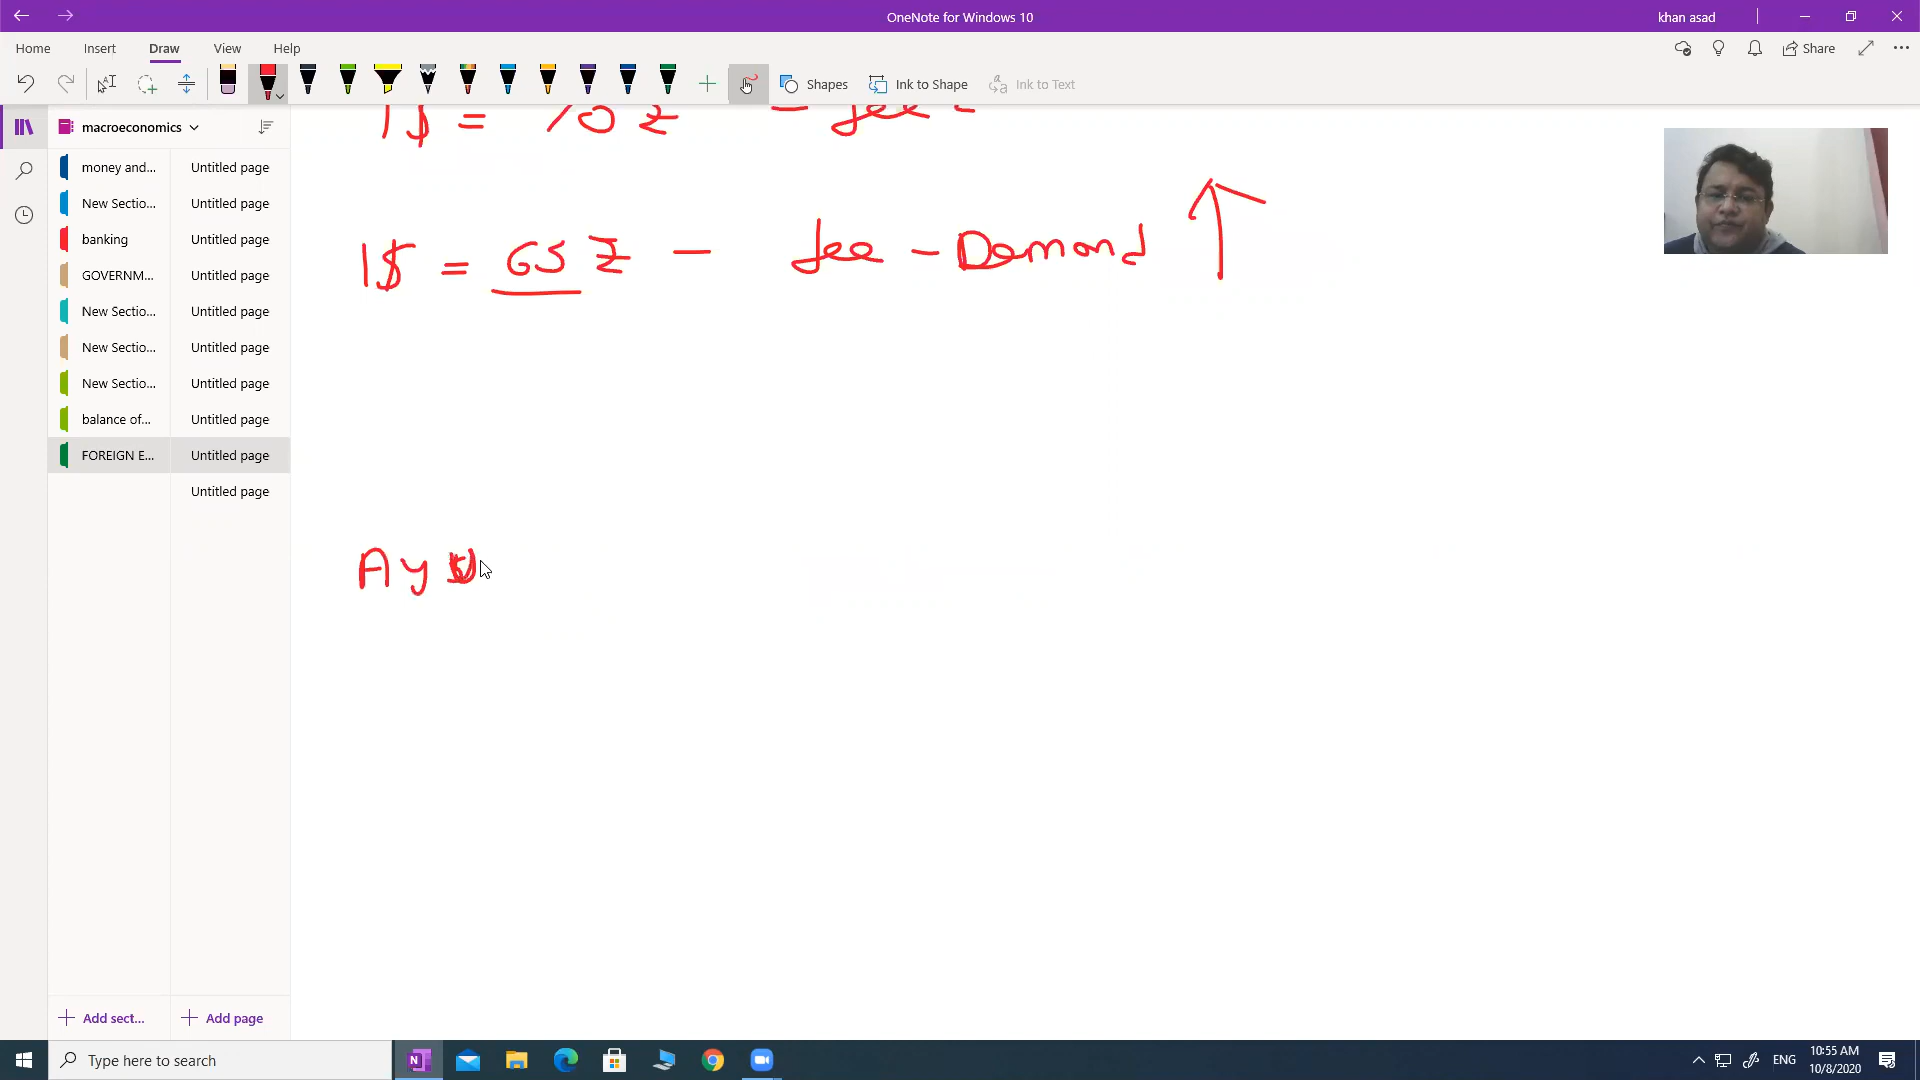 OneNote for Windows 10
khan asad
Home Insert Draw View Help
Share
Shapes Ink to Shape Ink to Text
macroeconomics
money and... Untitled page
New Sectio... Untitled page
banking Untitled page
GOVERNM... Untitled page
New Sectio... Untitled page
New Sectio... Untitled page
New Sectio... Untitled page
balance of... Untitled page
FOREIGN E... Untitled page
Untitled page
1$ = 70 ₹ -
1$ = 65 ₹ - fee - Demand ↑
Ay
Add sect... Add page
Type here to search
ENG
10:55 AM
10/8/2020